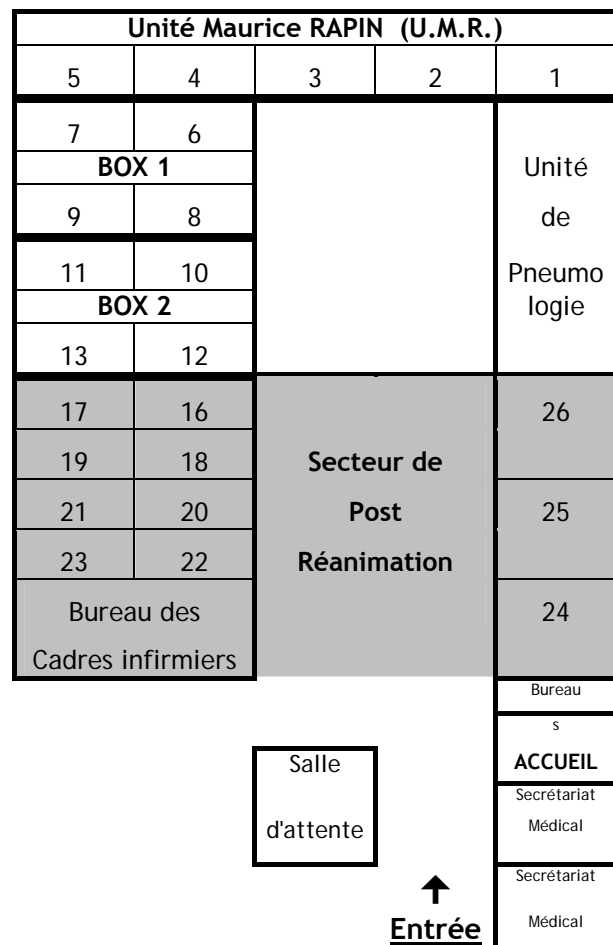 Unité Maurice RAPIN (U.M.R.)
5 4 3 2 1
7 6
BOX 1
Unité
9 8
de
11 10
Pneumo
BOX 2
logie
13 12
17 16
26
19 18
Secteur de
21 20
Post
25
23 22
Réanimation
Bureau des
24
Cadres infirmiers
Bureau
s
Salle
ACCUEIL
Secrétariat
d'attente
Médical
Secrétariat
↑
Entrée
Médical